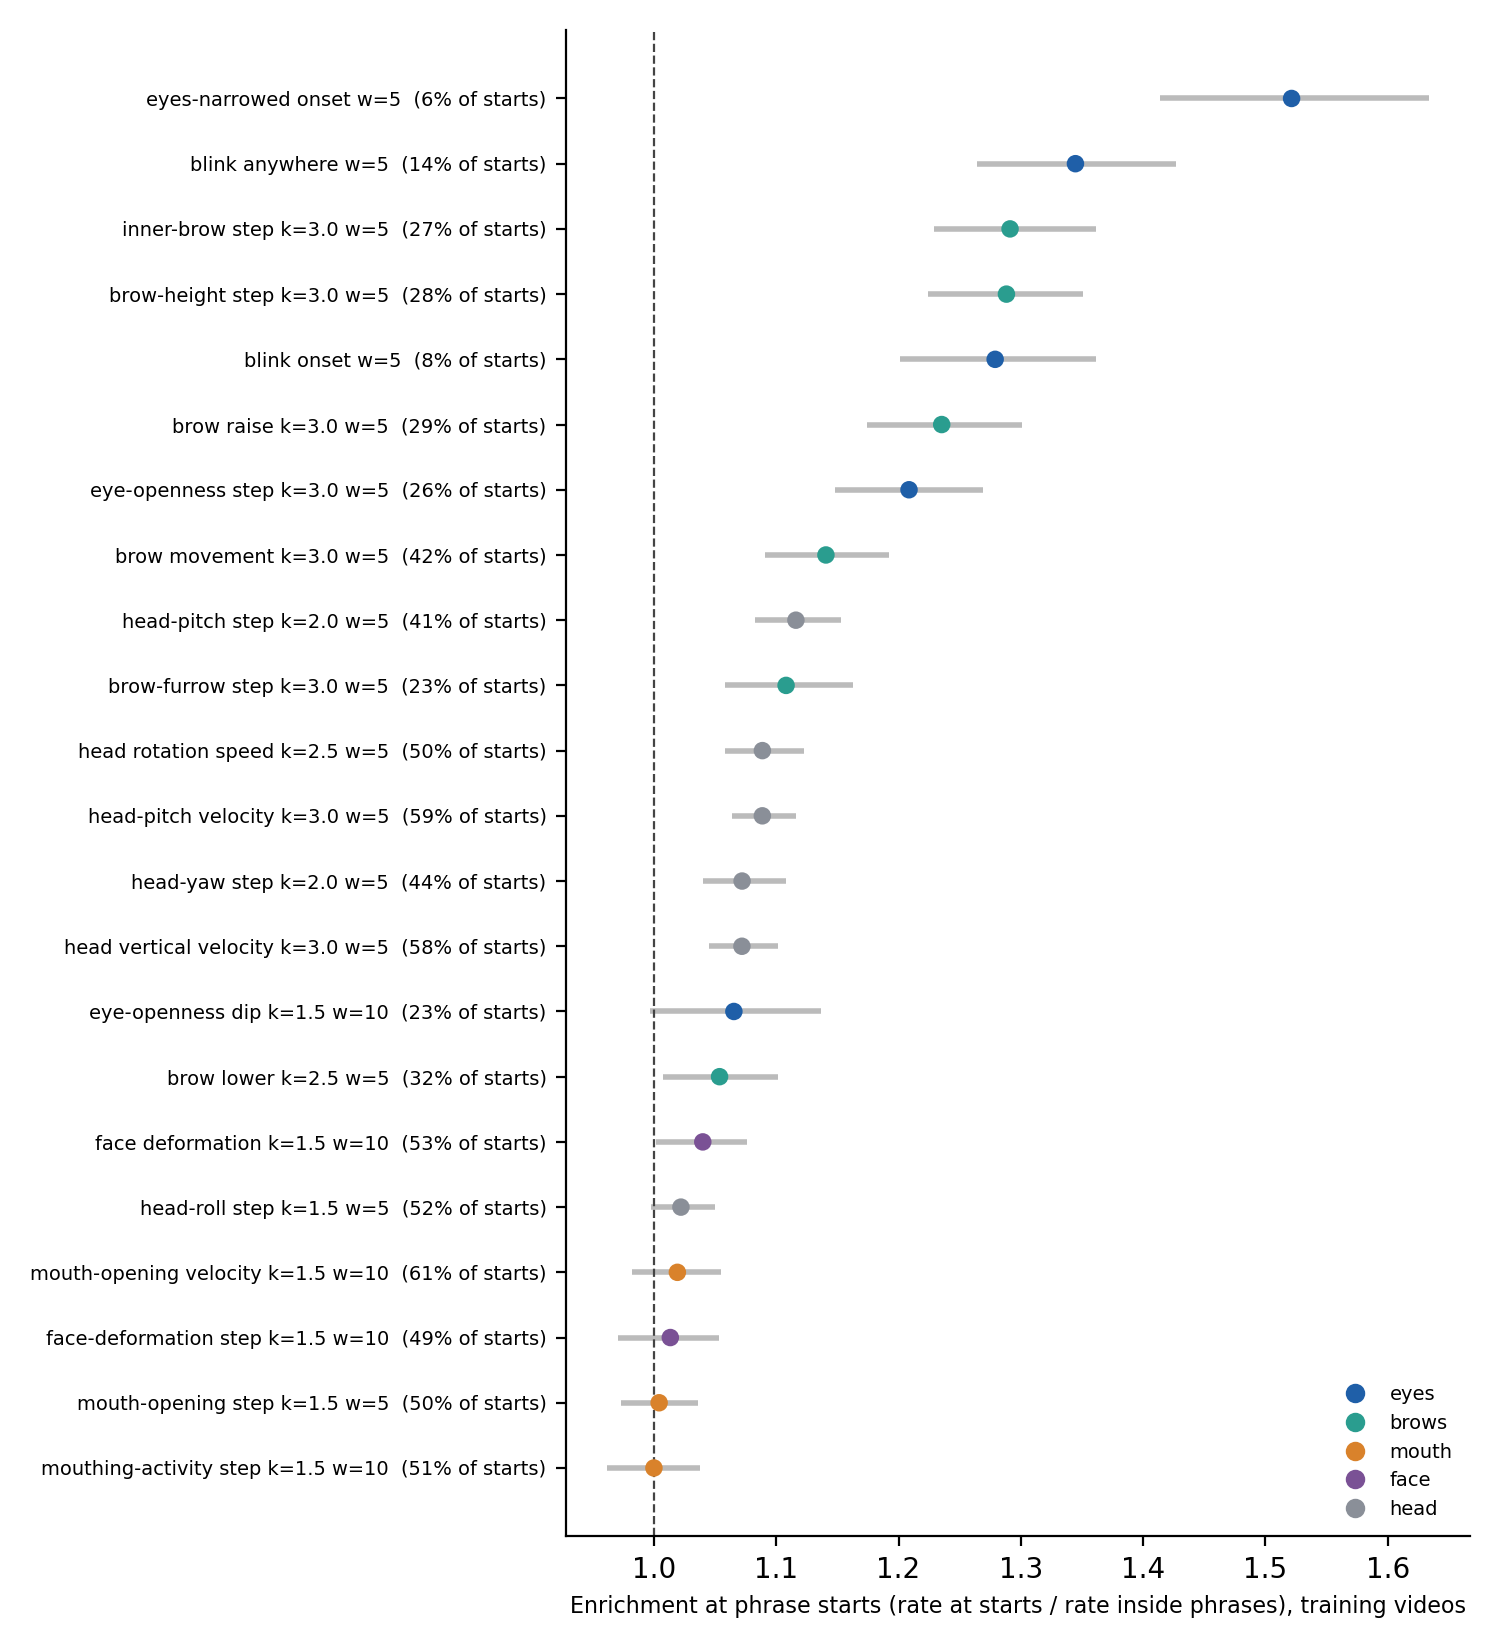 eyes-narrowed onset w=5 (6% of starts)
blink anywhere w=5 (14% of starts)
inner-brow step k=3.0 w=5 (27% of starts)
brow-height step k=3.0 w=5 (28% of starts)
blink onset w=5 (8% of starts)
brow raise k=3.0 w=5 (29% of starts)
eye-openness step k=3.0 w=5 (26% of starts)
brow movement k=3.0 w=5 (42% of starts)
head-pitch step k=2.0 w=5 (41% of starts)
brow-furrow step k=3.0 w=5 (23% of starts)
head rotation speed k=2.5 w=5 (50% of starts)
head-pitch velocity k=3.0 w=5 (59% of starts)
head-yaw step k=2.0 w=5 (44% of starts)
head vertical velocity k=3.0 w=5 (58% of starts)
eye-openness dip k=1.5 w=10 (23% of starts)
brow lower k=2.5 w=5 (32% of starts)
face deformation k=1.5 w=10 (53% of starts)
head-roll step k=1.5 w=5 (52% of starts)
mouth-opening velocity k=1.5 w=10 (61% of starts)
face-deformation step k=1.5 w=10 (49% of starts)
mouth-opening step k=1.5 w=5 (50% of starts)
mouthing-activity step k=1.5 w=10 (51% of starts)
eyes
brows
mouth
face
head
1.0 1.1 1.2 1.3 1.4 1.5 1.6
Enrichment at phrase starts (rate at starts / rate inside phrases), training videos